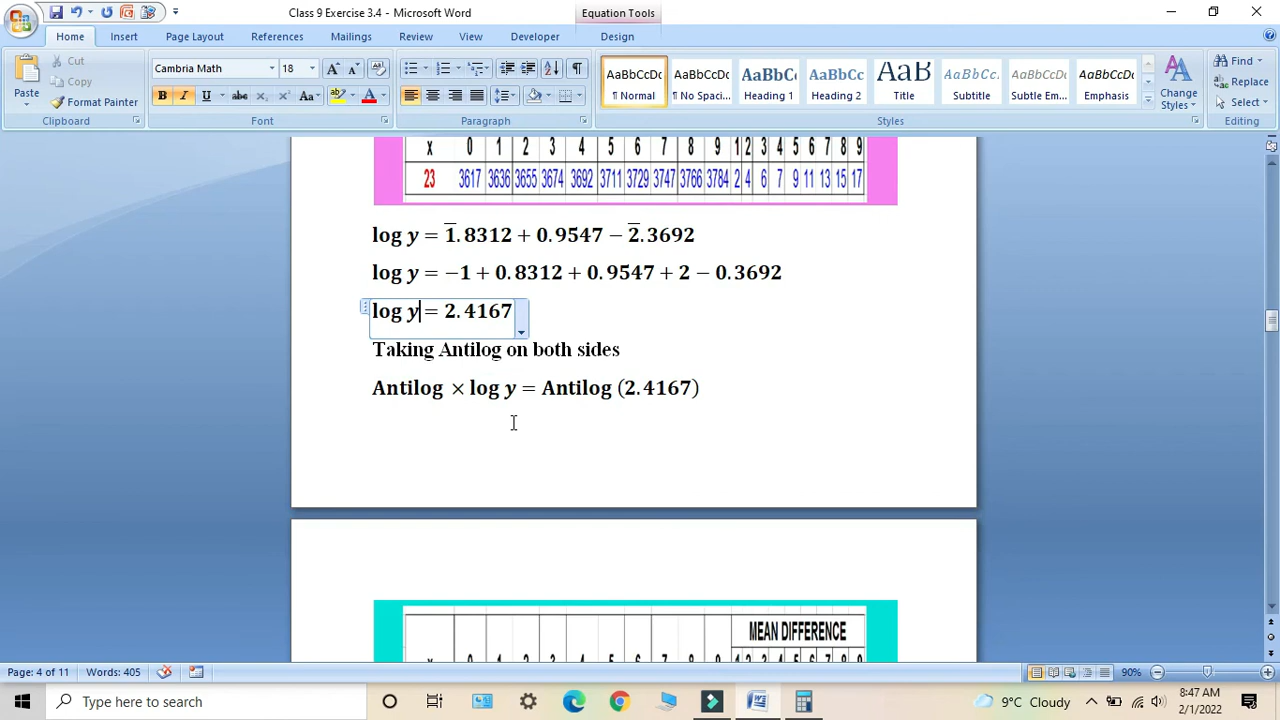 Class 9 Exercise 3.4 - Microsoft Word
Equation Tools
Home Insert Page Layout References Mailings Review View Developer Design
Cut
Copy
Format Painter
Paste
Cambria Math 18
B I U abc x₂ x² Aa
AaBbCcDc AaBbCcDc AaBbCc AaBbCc AaB AaBbCc AaBbCcDc AaBbCcDc
¶ Normal ¶ No Spaci... Heading 1 Heading 2 Title Subtitle Subtle Em... Emphasis
Change Styles
Find
Replace
Select
Clipboard Font Paragraph Styles Editing
x 0 1 2 3 4 5 6 7 8 9 1 2 3 4 5 6 7 8 9
23 3617 3636 3655 3674 3692 3711 3729 3747 3766 3784 2 4 6 7 9 11 13 15 17
log y = 1̅.8312 + 0.9547 − 2̅.3692
log y = −1 + 0.8312 + 0.9547 + 2 − 0.3692
log y = 2.4167
Taking Antilog on both sides
Antilog × log y = Antilog (2.4167)
MEAN DIFFERENCE
Page: 4 of 11 Words: 405 90%
Type here to search
9°C Cloudy
8:47 AM
2/1/2022